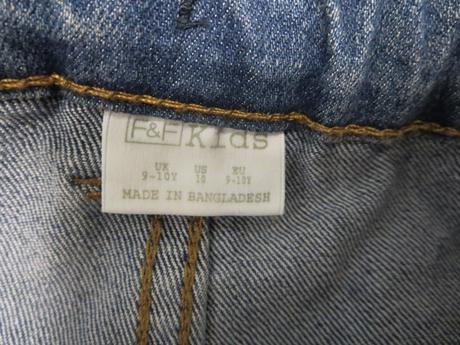 F&F Kids
UK US EU
9-10Y 10 9-10Y
MADE IN BANGLADESH